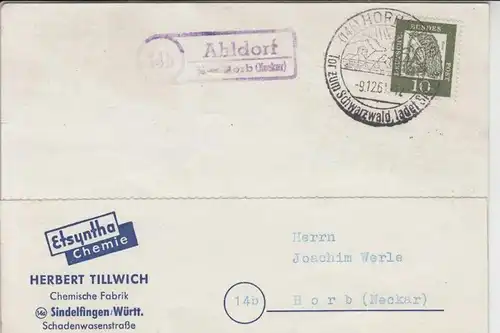 14b
Ahldorf
Horb (Neckar)
HORB
-9.12.61
Tor zum Schwarzwald, ladet
DEUTSCHE BUNDESPOST
10
Etsyntha
Chemie
HERBERT TILLWICH
Chemische Fabrik
14b Sindelfingen/Württ.
Schadenwasenstraße
Herrn
Joachim Werle
14b
Horb (Neckar)